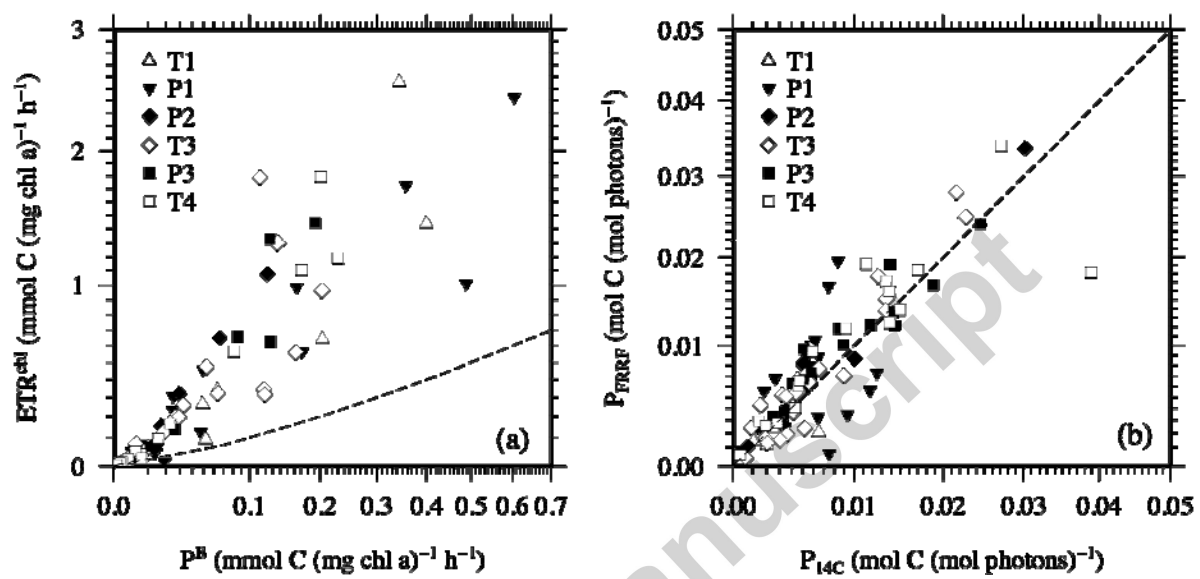 3
2
1
0
ETR^chl (mmol C (mg chl a)⁻¹ h⁻¹)
T1
P1
P2
T3
P3
T4
(a)
0.0 0.1 0.2 0.3 0.4 0.5 0.6 0.7
P^B (mmol C (mg chl a)⁻¹ h⁻¹)
0.05
0.04
0.03
0.02
0.01
0.00
P_FRRF (mol C (mol photons)⁻¹)
T1
P1
P2
T3
P3
T4
(b)
0.00 0.01 0.02 0.03 0.04 0.05
P_14C (mol C (mol photons)⁻¹)
anuscript